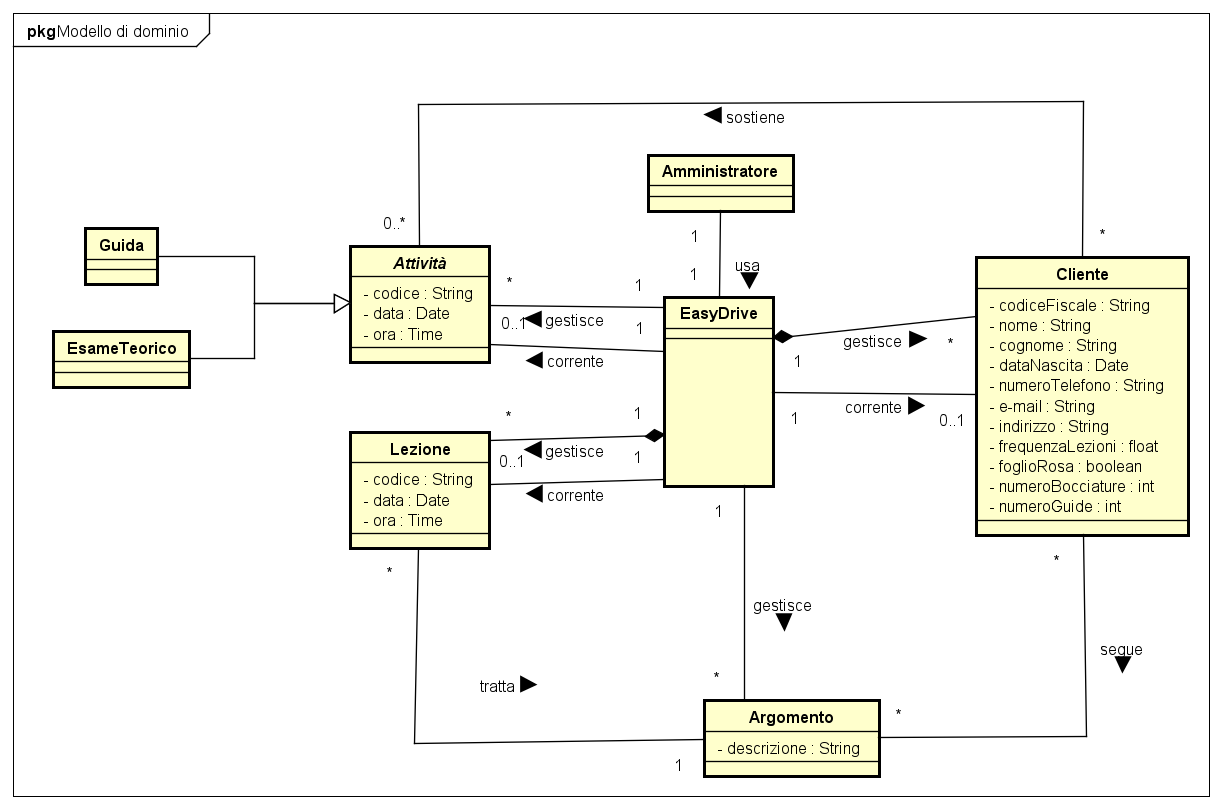 pkgModello di dominio
sostiene
Amministratore
0..*
*
1
1
usa
Guida
EsameTeorico
Attività
- codice : String
- data : Date
- ora : Time
*
1
gestisce
0..1
1
corrente
EasyDrive
gestisce
1
*
corrente
1
0..1
Cliente
- codiceFiscale : String
- nome : String
- cognome : String
- dataNascita : Date
- numeroTelefono : String
- e-mail : String
- indirizzo : String
- frequenzaLezioni : float
- foglioRosa : boolean
- numeroBocciature : int
- numeroGuide : int
*
1
gestisce
0..1
1
corrente
Lezione
- codice : String
- data : Date
- ora : Time
*
1
*
gestisce
segue
tratta
*
*
1
Argomento
- descrizione : String